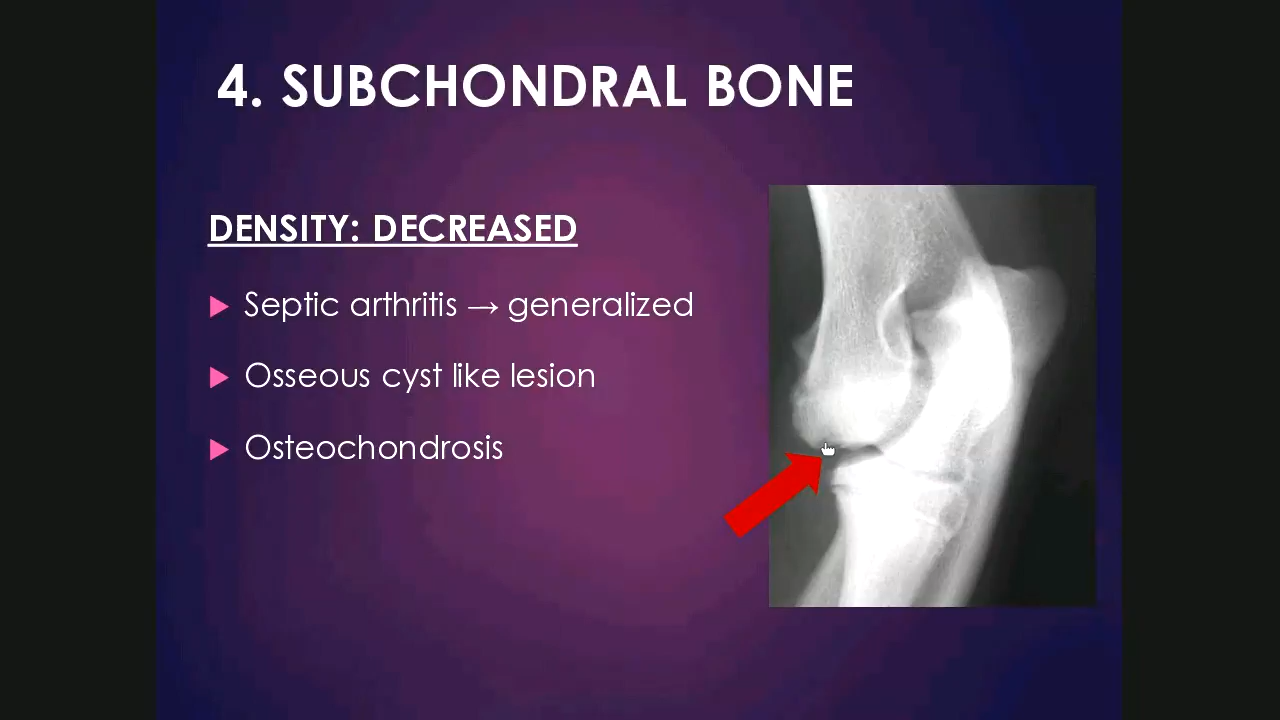 4. SUBCHONDRAL BONE
DENSITY: DECREASED
Septic arthritis → generalized
Osseous cyst like lesion
Osteochondrosis